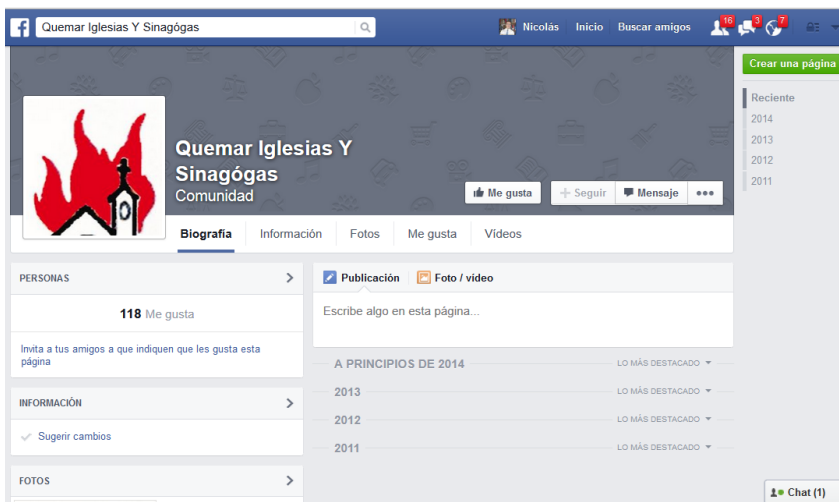 Quemar Iglesias Y Sinagógas
Nicolás Inicio Buscar amigos 16 3 7
Crear una página
Reciente
2014
2013
2012
2011
Quemar Iglesias Y
Sinagógas
Comunidad
Me gusta Seguir Mensaje
Biografía Información Fotos Me gusta Vídeos
PERSONAS
118 Me gusta
Invita a tus amigos a que indiquen que les gusta esta
página
INFORMACIÓN
Sugerir cambios
FOTOS
Publicación Foto / vídeo
Escribe algo en esta página...
A PRINCIPIOS DE 2014 LO MÁS DESTACADO
2013 LO MÁS DESTACADO
2012 LO MÁS DESTACADO
2011 LO MÁS DESTACADO
Chat (1)